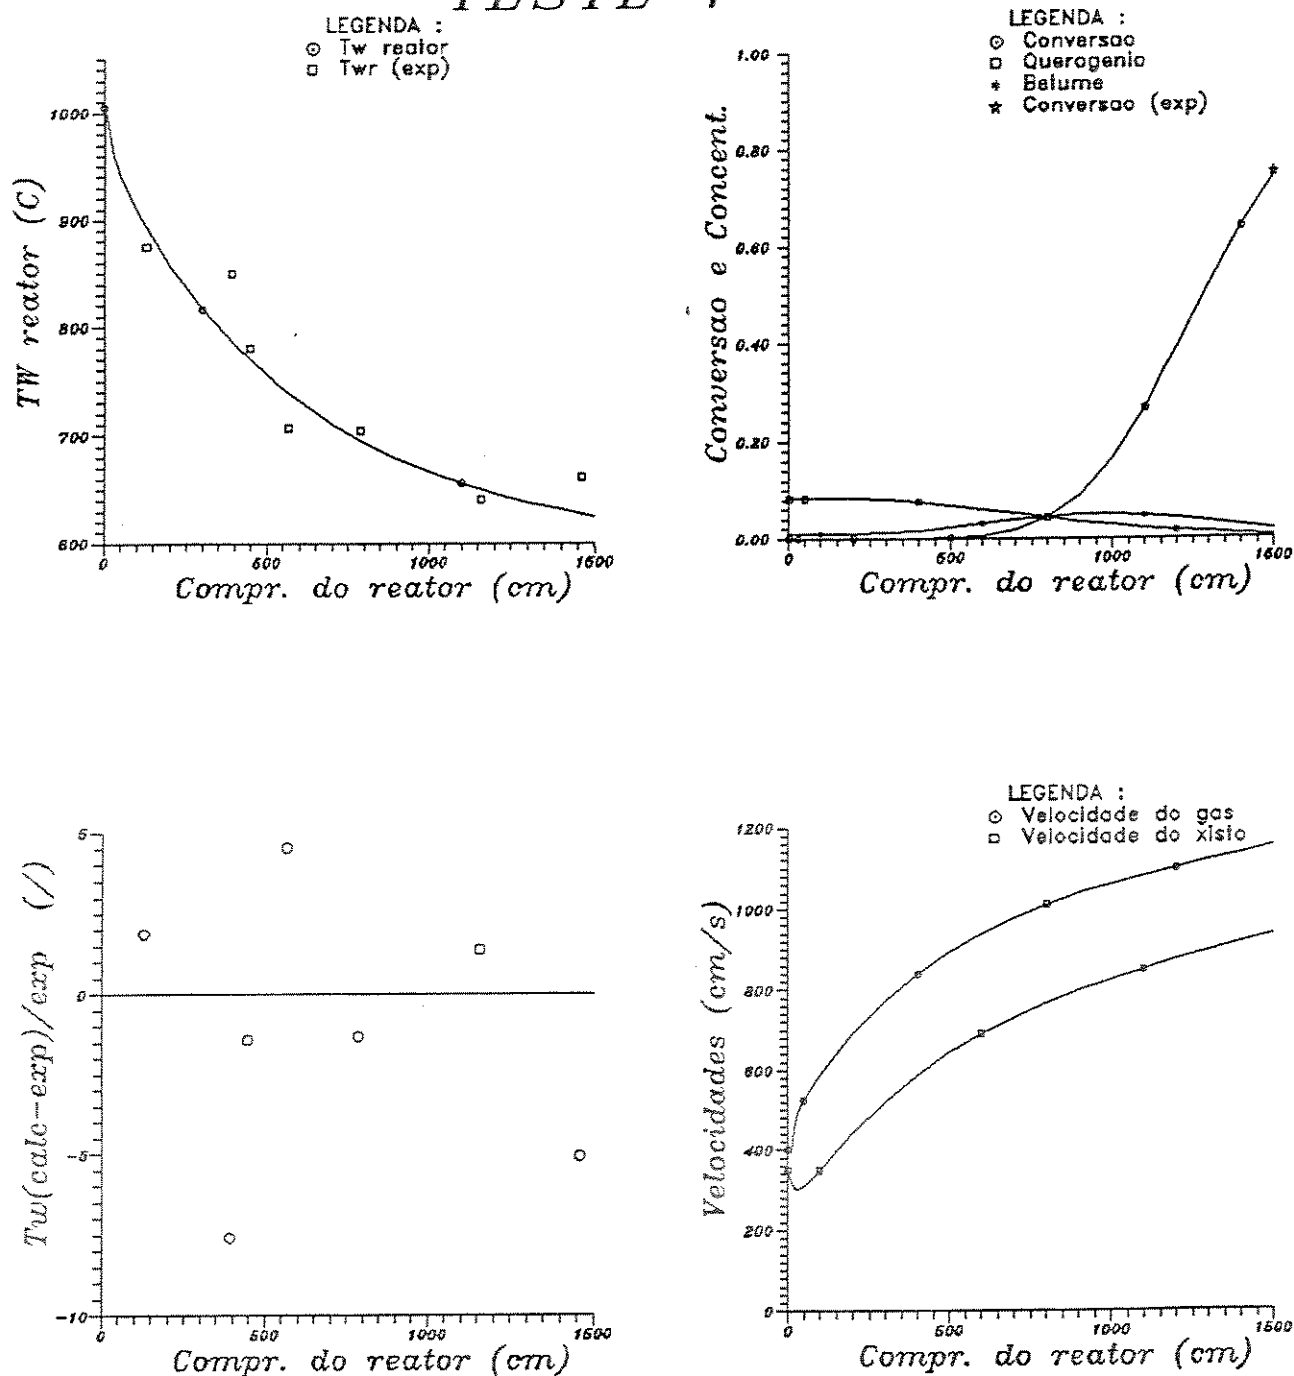 TESTE
LEGENDA :
Tw reator
Twr (exp)
1000
900
800
700
600
TW reator (C)
0
500
1000
1500
Compr. do reator (cm)
LEGENDA :
Conversao
Querogenio
Betume
Conversao (exp)
1.00
0.80
0.60
0.40
0.20
0.00
Conversao e Concent.
0
500
1000
1500
Compr. do reator (cm)
5
0
-5
-10
Tw(calc-exp)/exp (/)
0
500
1000
1500
Compr. do reator (cm)
LEGENDA :
Velocidade do gas
Velocidade do xisto
1200
1000
800
600
400
200
0
Velocidades (cm/s)
0
500
1000
1500
Compr. do reator (cm)